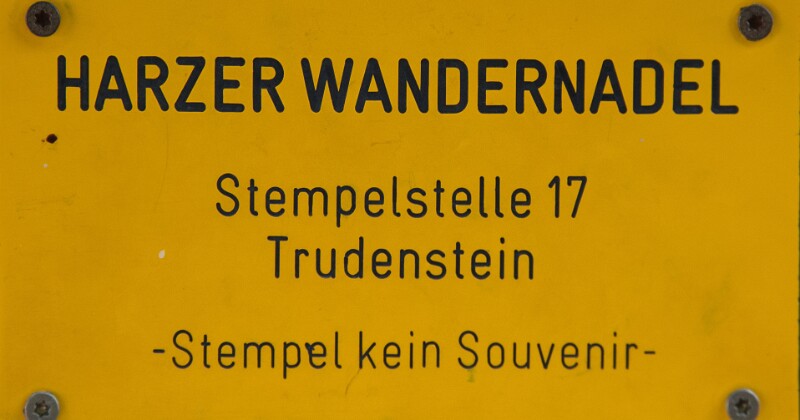 HARZER WANDERNADEL
Stempelstelle 17
Trudenstein
-Stempel kein Souvenir-